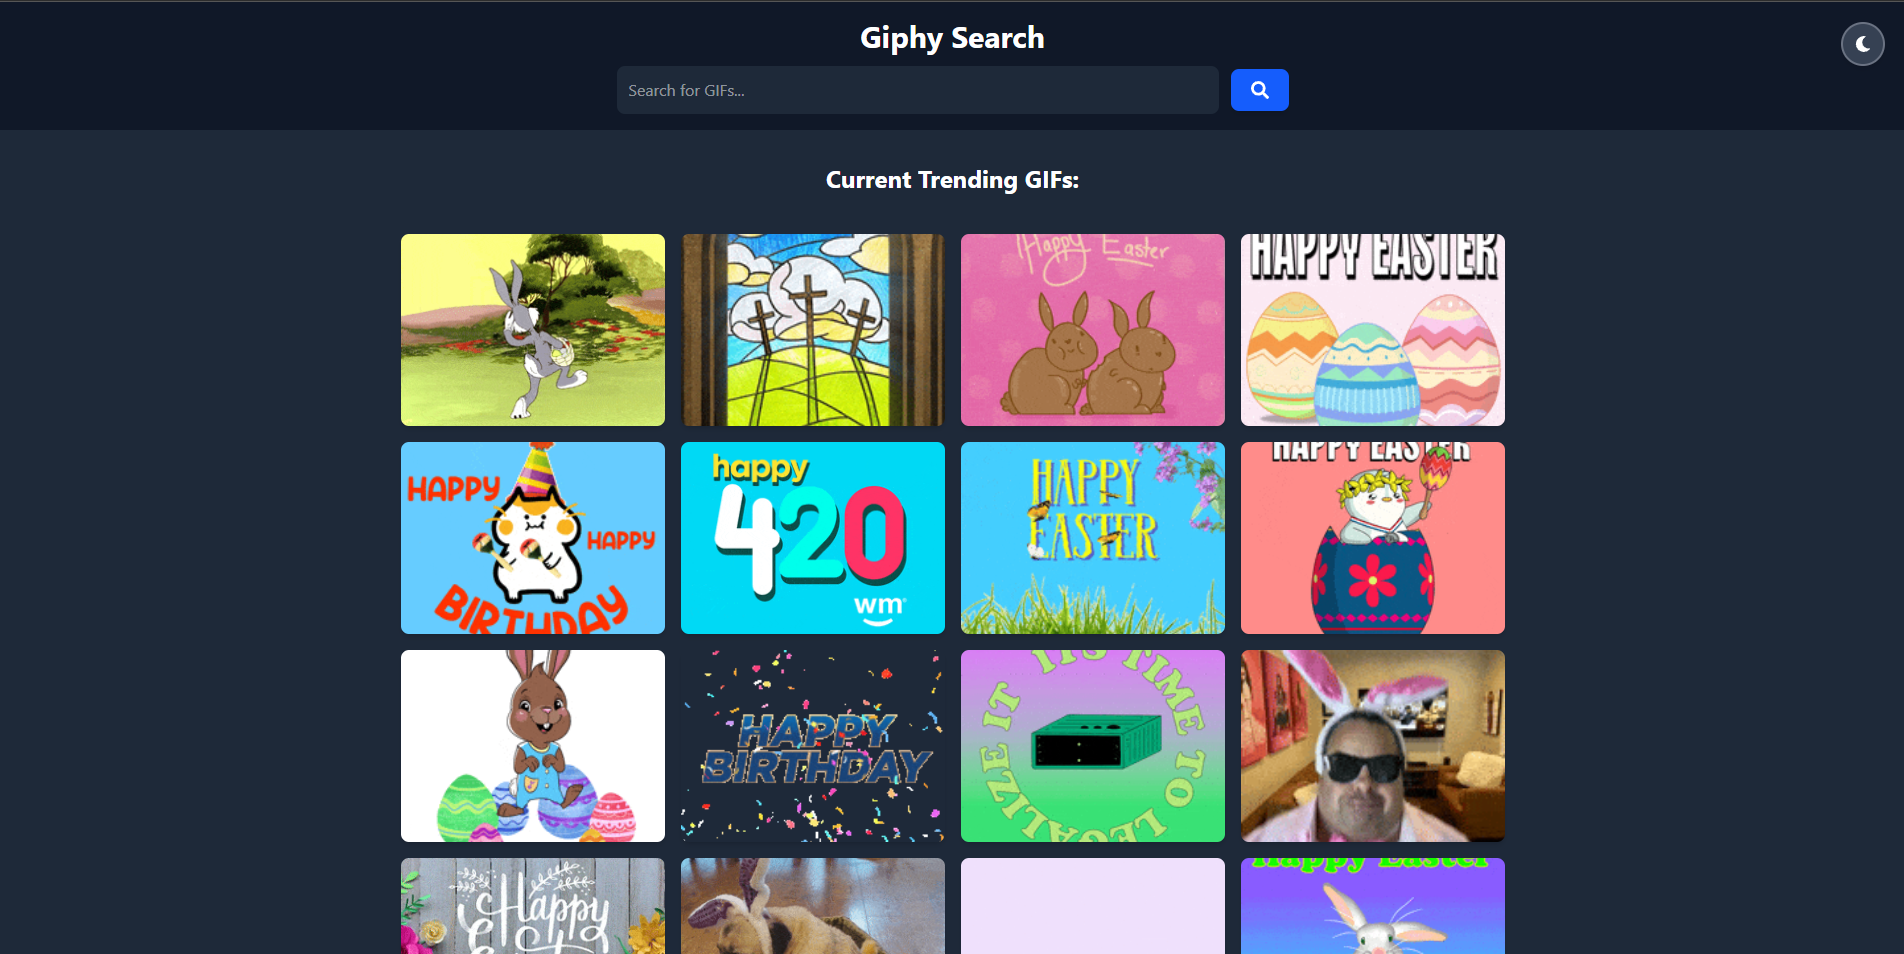 Giphy Search
Search for GIFs...
Current Trending GIFs:
Happy Easter
HAPPY EASTER
HAPPY
HAPPY
BIRTHDAY
happy
420
wm
HAPPY
EASTER
HAPPY EASTER
HAPPY
BIRTHDAY
ITS TIME TO LEGALIZE IT
Happy
Happy Easter